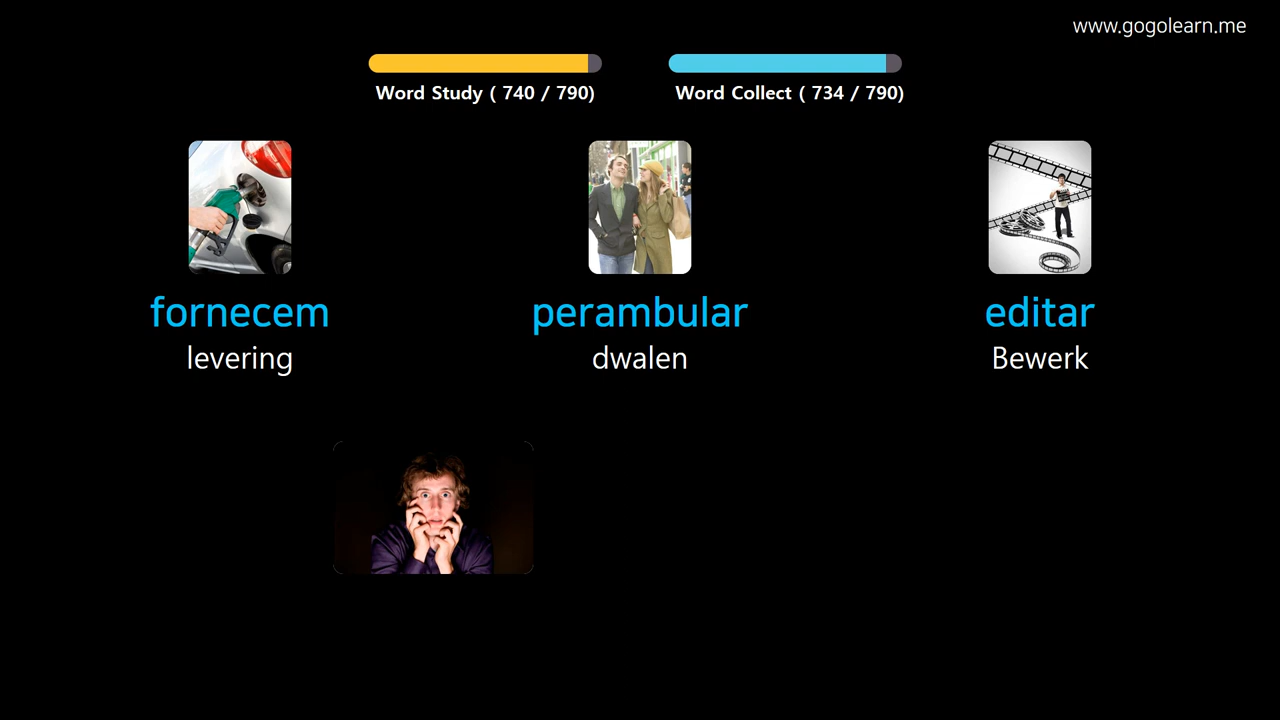 www.gogolearn.me
Word Study ( 740 / 790)
Word Collect ( 734 / 790)
fornecem
levering
perambular
dwalen
editar
Bewerk